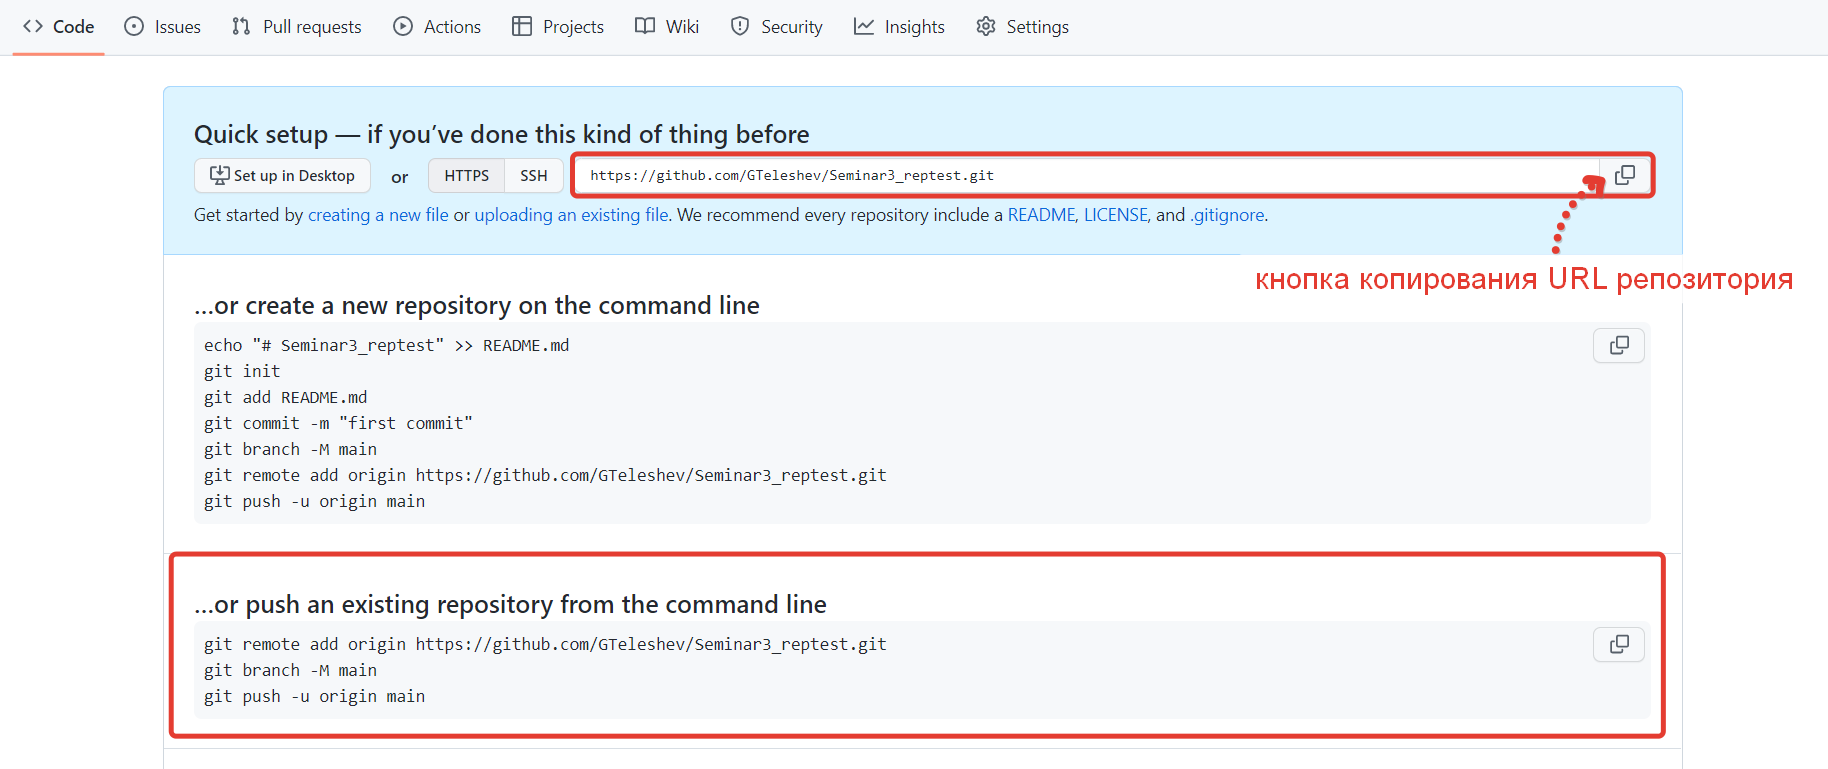 Code Issues Pull requests Actions Projects Wiki Security Insights Settings
Quick setup — if you’ve done this kind of thing before
Set up in Desktop or HTTPS SSH https://github.com/GTeleshev/Seminar3_reptest.git
Get started by creating a new file or uploading an existing file. We recommend every repository include a README, LICENSE, and .gitignore.
кнопка копирования URL репозитория
…or create a new repository on the command line
echo "# Seminar3_reptest" >> README.md
git init
git add README.md
git commit -m "first commit"
git branch -M main
git remote add origin https://github.com/GTeleshev/Seminar3_reptest.git
git push -u origin main
…or push an existing repository from the command line
git remote add origin https://github.com/GTeleshev/Seminar3_reptest.git
git branch -M main
git push -u origin main